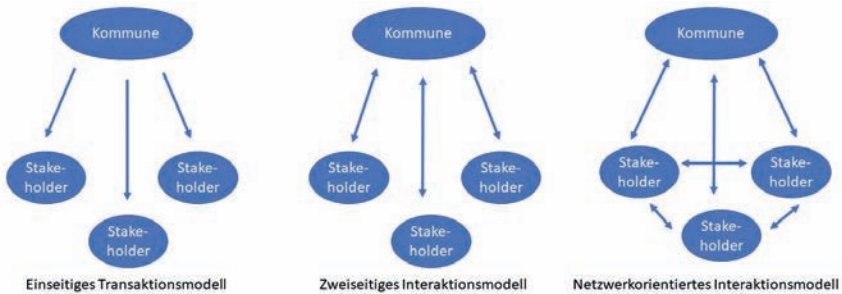 Kommune
Stake-
holder
Stake-
holder
Stake-
holder
Einseitiges Transaktionsmodell
Kommune
Stake-
holder
Stake-
holder
Stake-
holder
Zweiseitiges Interaktionsmodell
Kommune
Stake-
holder
Stake-
holder
Stake-
holder
Netzwerkorientiertes Interaktionsmodell